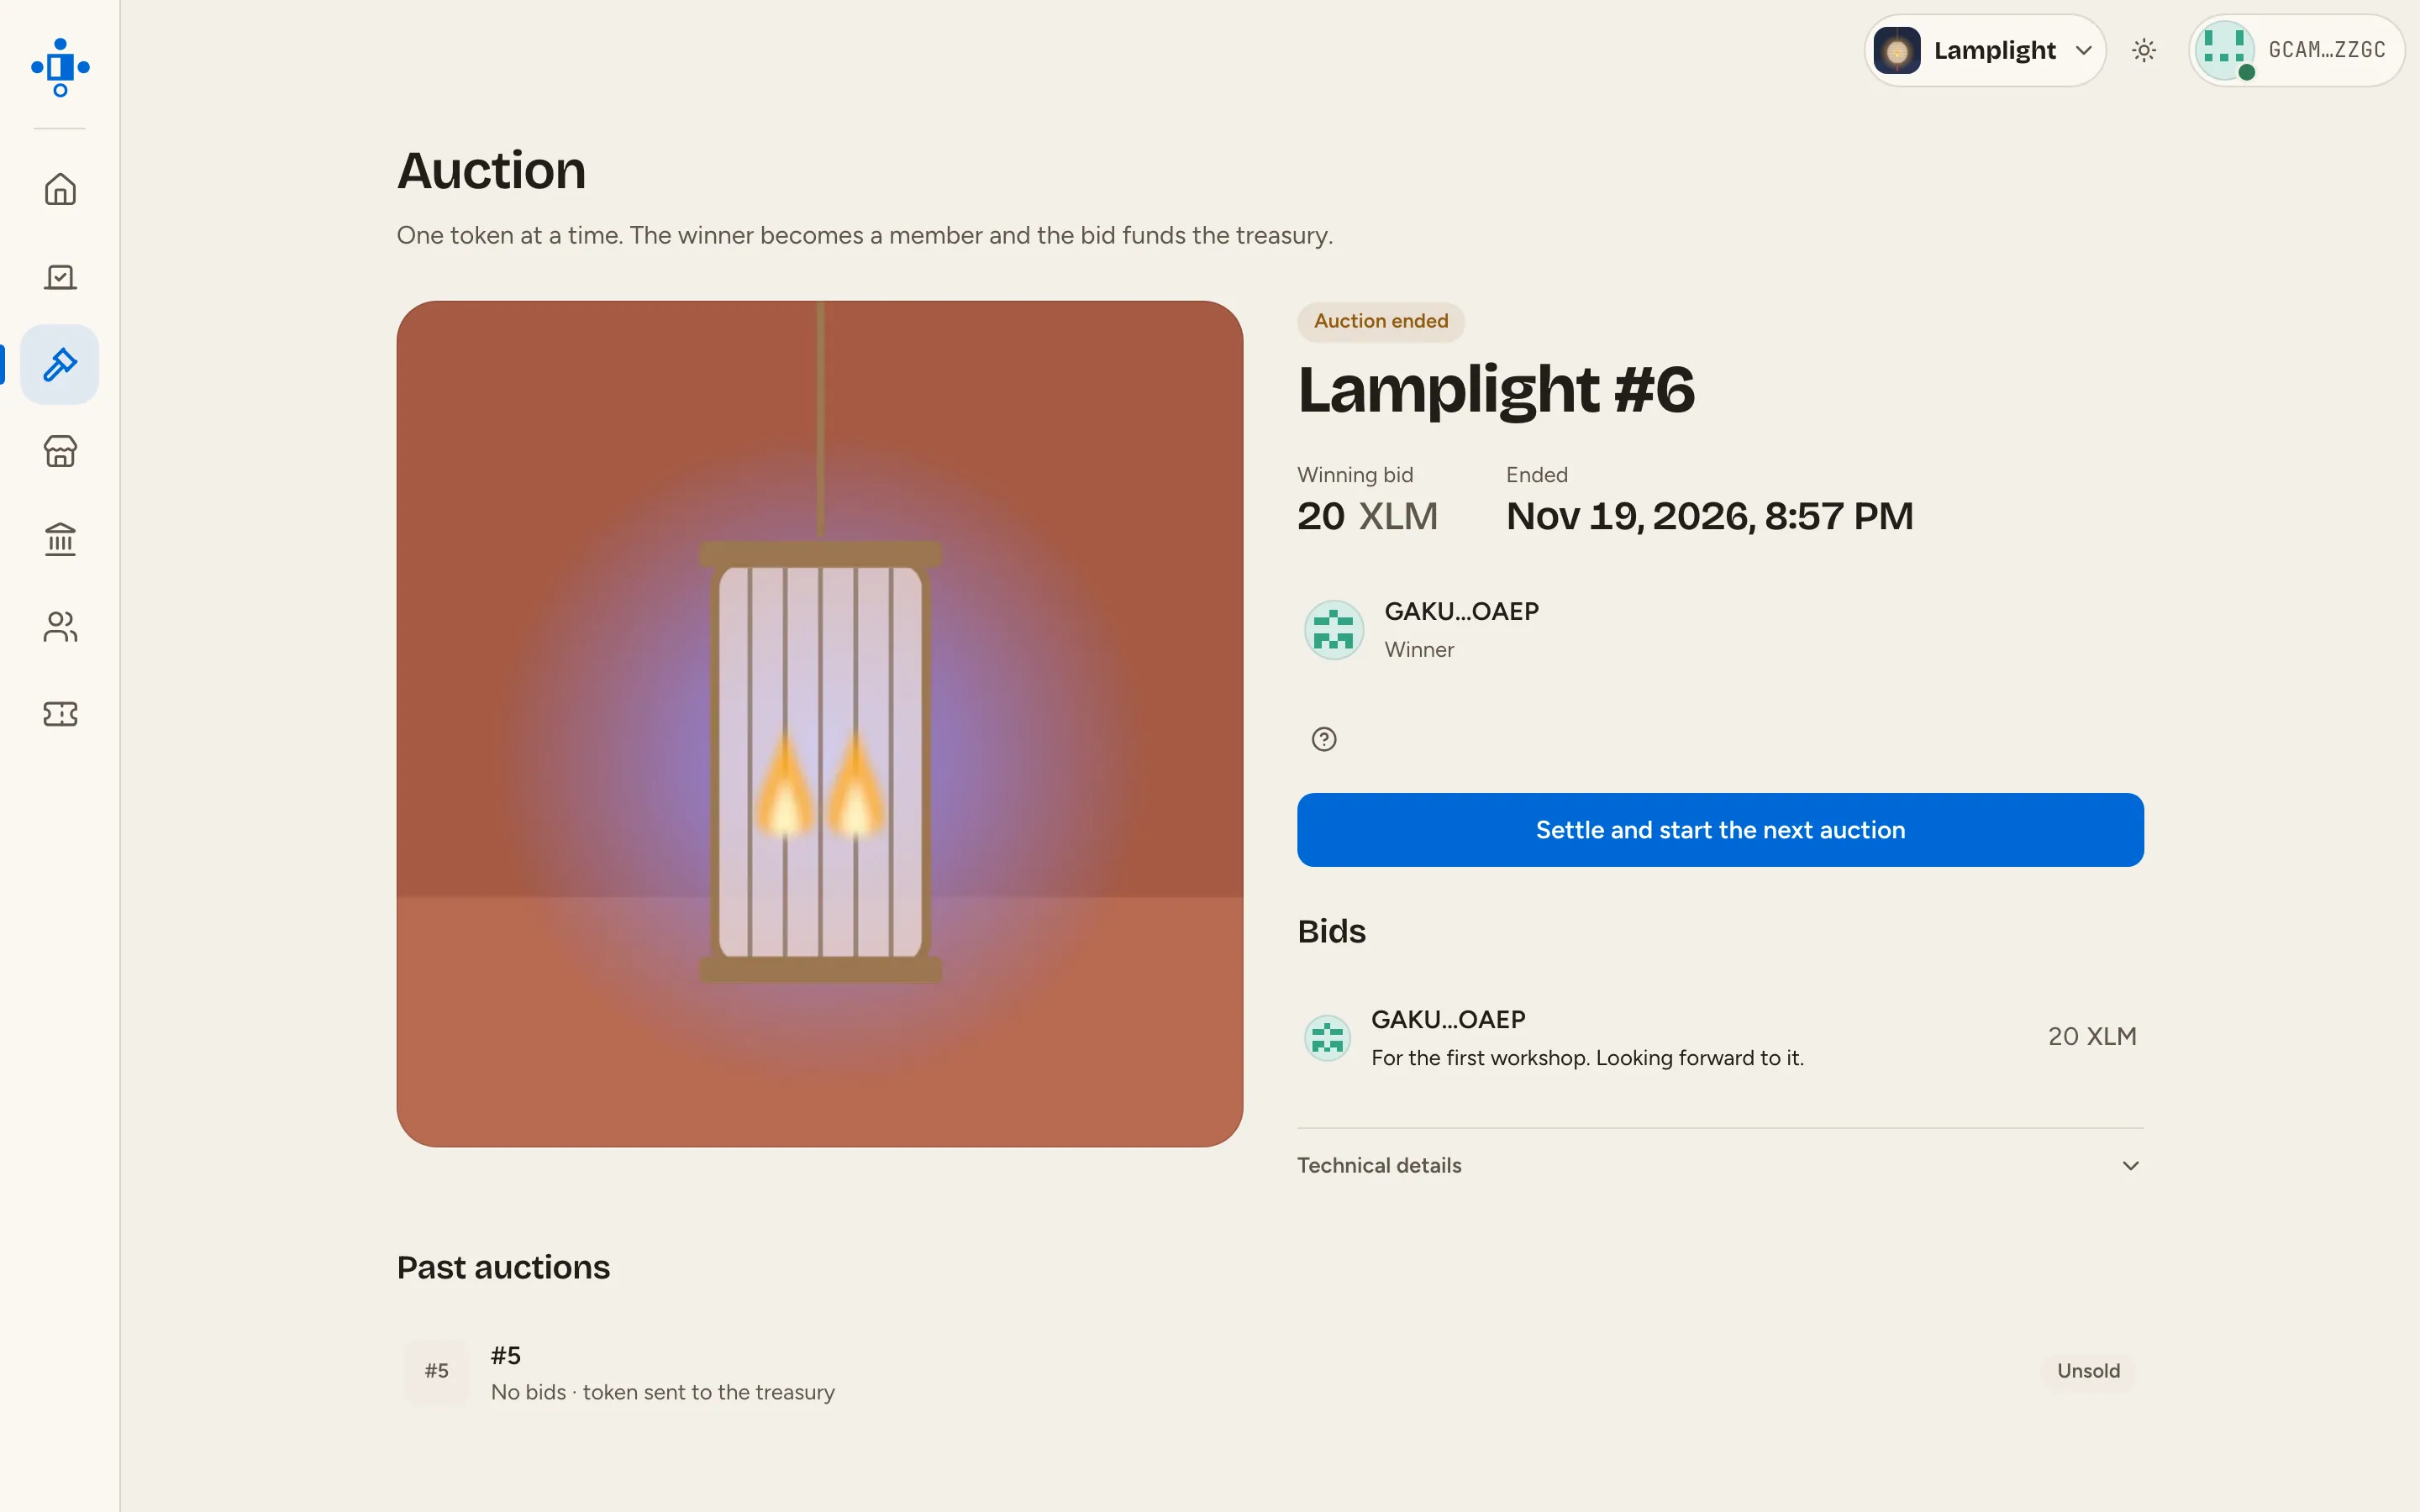 Lamplight
GCAM...ZZGC
Auction
One token at a time. The winner becomes a member and the bid funds the treasury.
Auction ended
Lamplight #6
Winning bid
20 XLM
Ended
Nov 19, 2026, 8:57 PM
GAKU...OAEP
Winner
Settle and start the next auction
Bids
GAKU...OAEP
For the first workshop. Looking forward to it.
20 XLM
Technical details
Past auctions
#5
#5
No bids · token sent to the treasury
Unsold